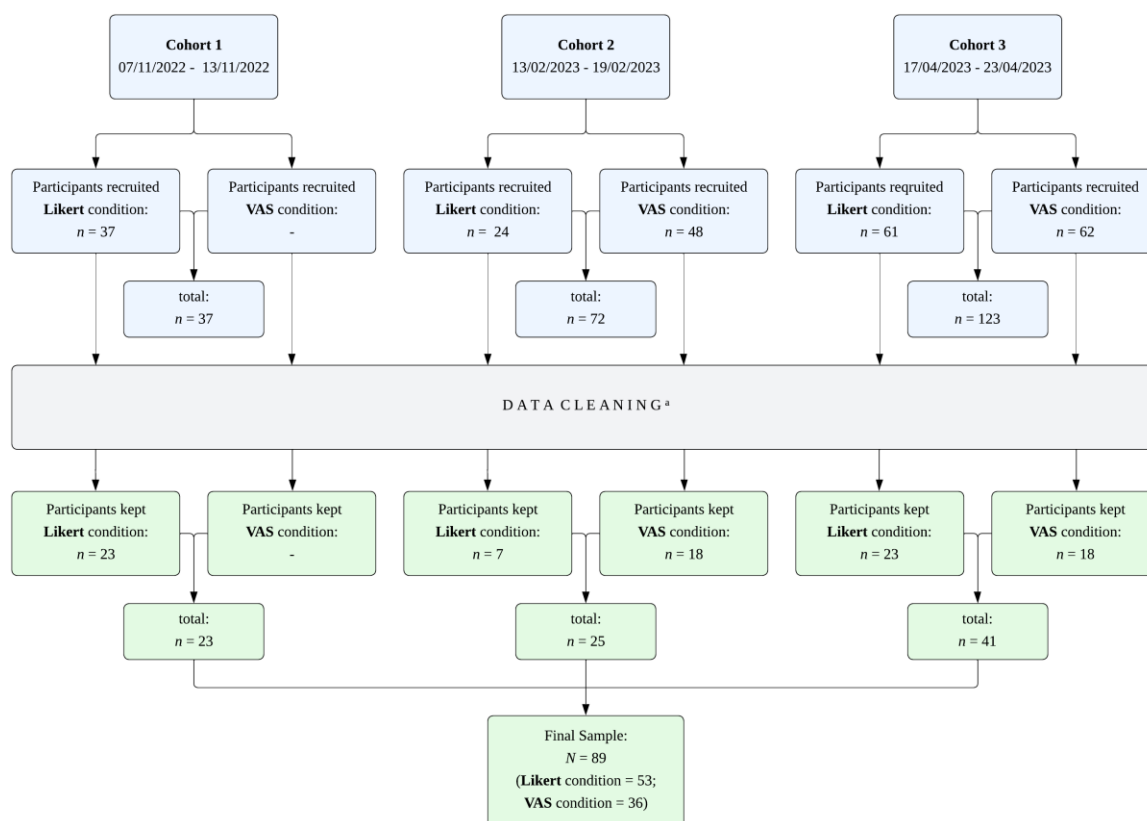 Cohort 1
07/11/2022 - 13/11/2022
Cohort 2
13/02/2023 - 19/02/2023
Cohort 3
17/04/2023 - 23/04/2023
Participants recruited
Likert condition:
n = 37
Participants recruited
VAS condition:
-
Participants recruited
Likert condition:
n = 24
Participants recruited
VAS condition:
n = 48
Participants reqruited
Likert condition:
n = 61
Participants recruited
VAS condition:
n = 62
total:
n = 37
total:
n = 72
total:
n = 123
D A T A C L E A N I N G ᵃ
Participants kept
Likert condition:
n = 23
Participants kept
VAS condition:
-
Participants kept
Likert condition:
n = 7
Participants kept
VAS condition:
n = 18
Participants kept
Likert condition:
n = 23
Participants kept
VAS condition:
n = 18
total:
n = 23
total:
n = 25
total:
n = 41
Final Sample:
N = 89
(Likert condition = 53;
VAS condition = 36)